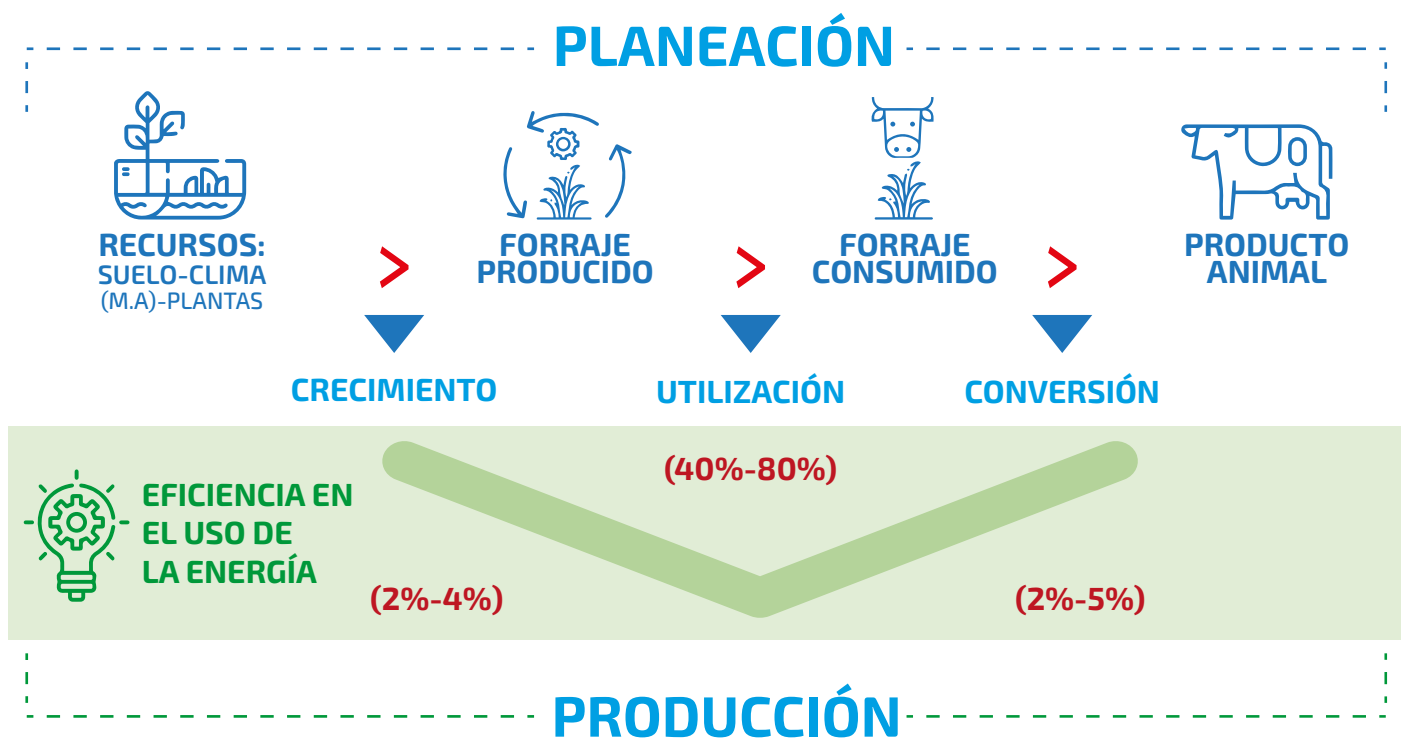 PLANEACIÓN
RECURSOS:
SUELO-CLIMA
(M.A)-PLANTAS
>
FORRAJE
PRODUCIDO
>
FORRAJE
CONSUMIDO
>
PRODUCTO
ANIMAL
CRECIMIENTO
UTILIZACIÓN
CONVERSIÓN
EFICIENCIA EN
EL USO DE
LA ENERGÍA
(2%-4%)
(40%-80%)
(2%-5%)
PRODUCCIÓN